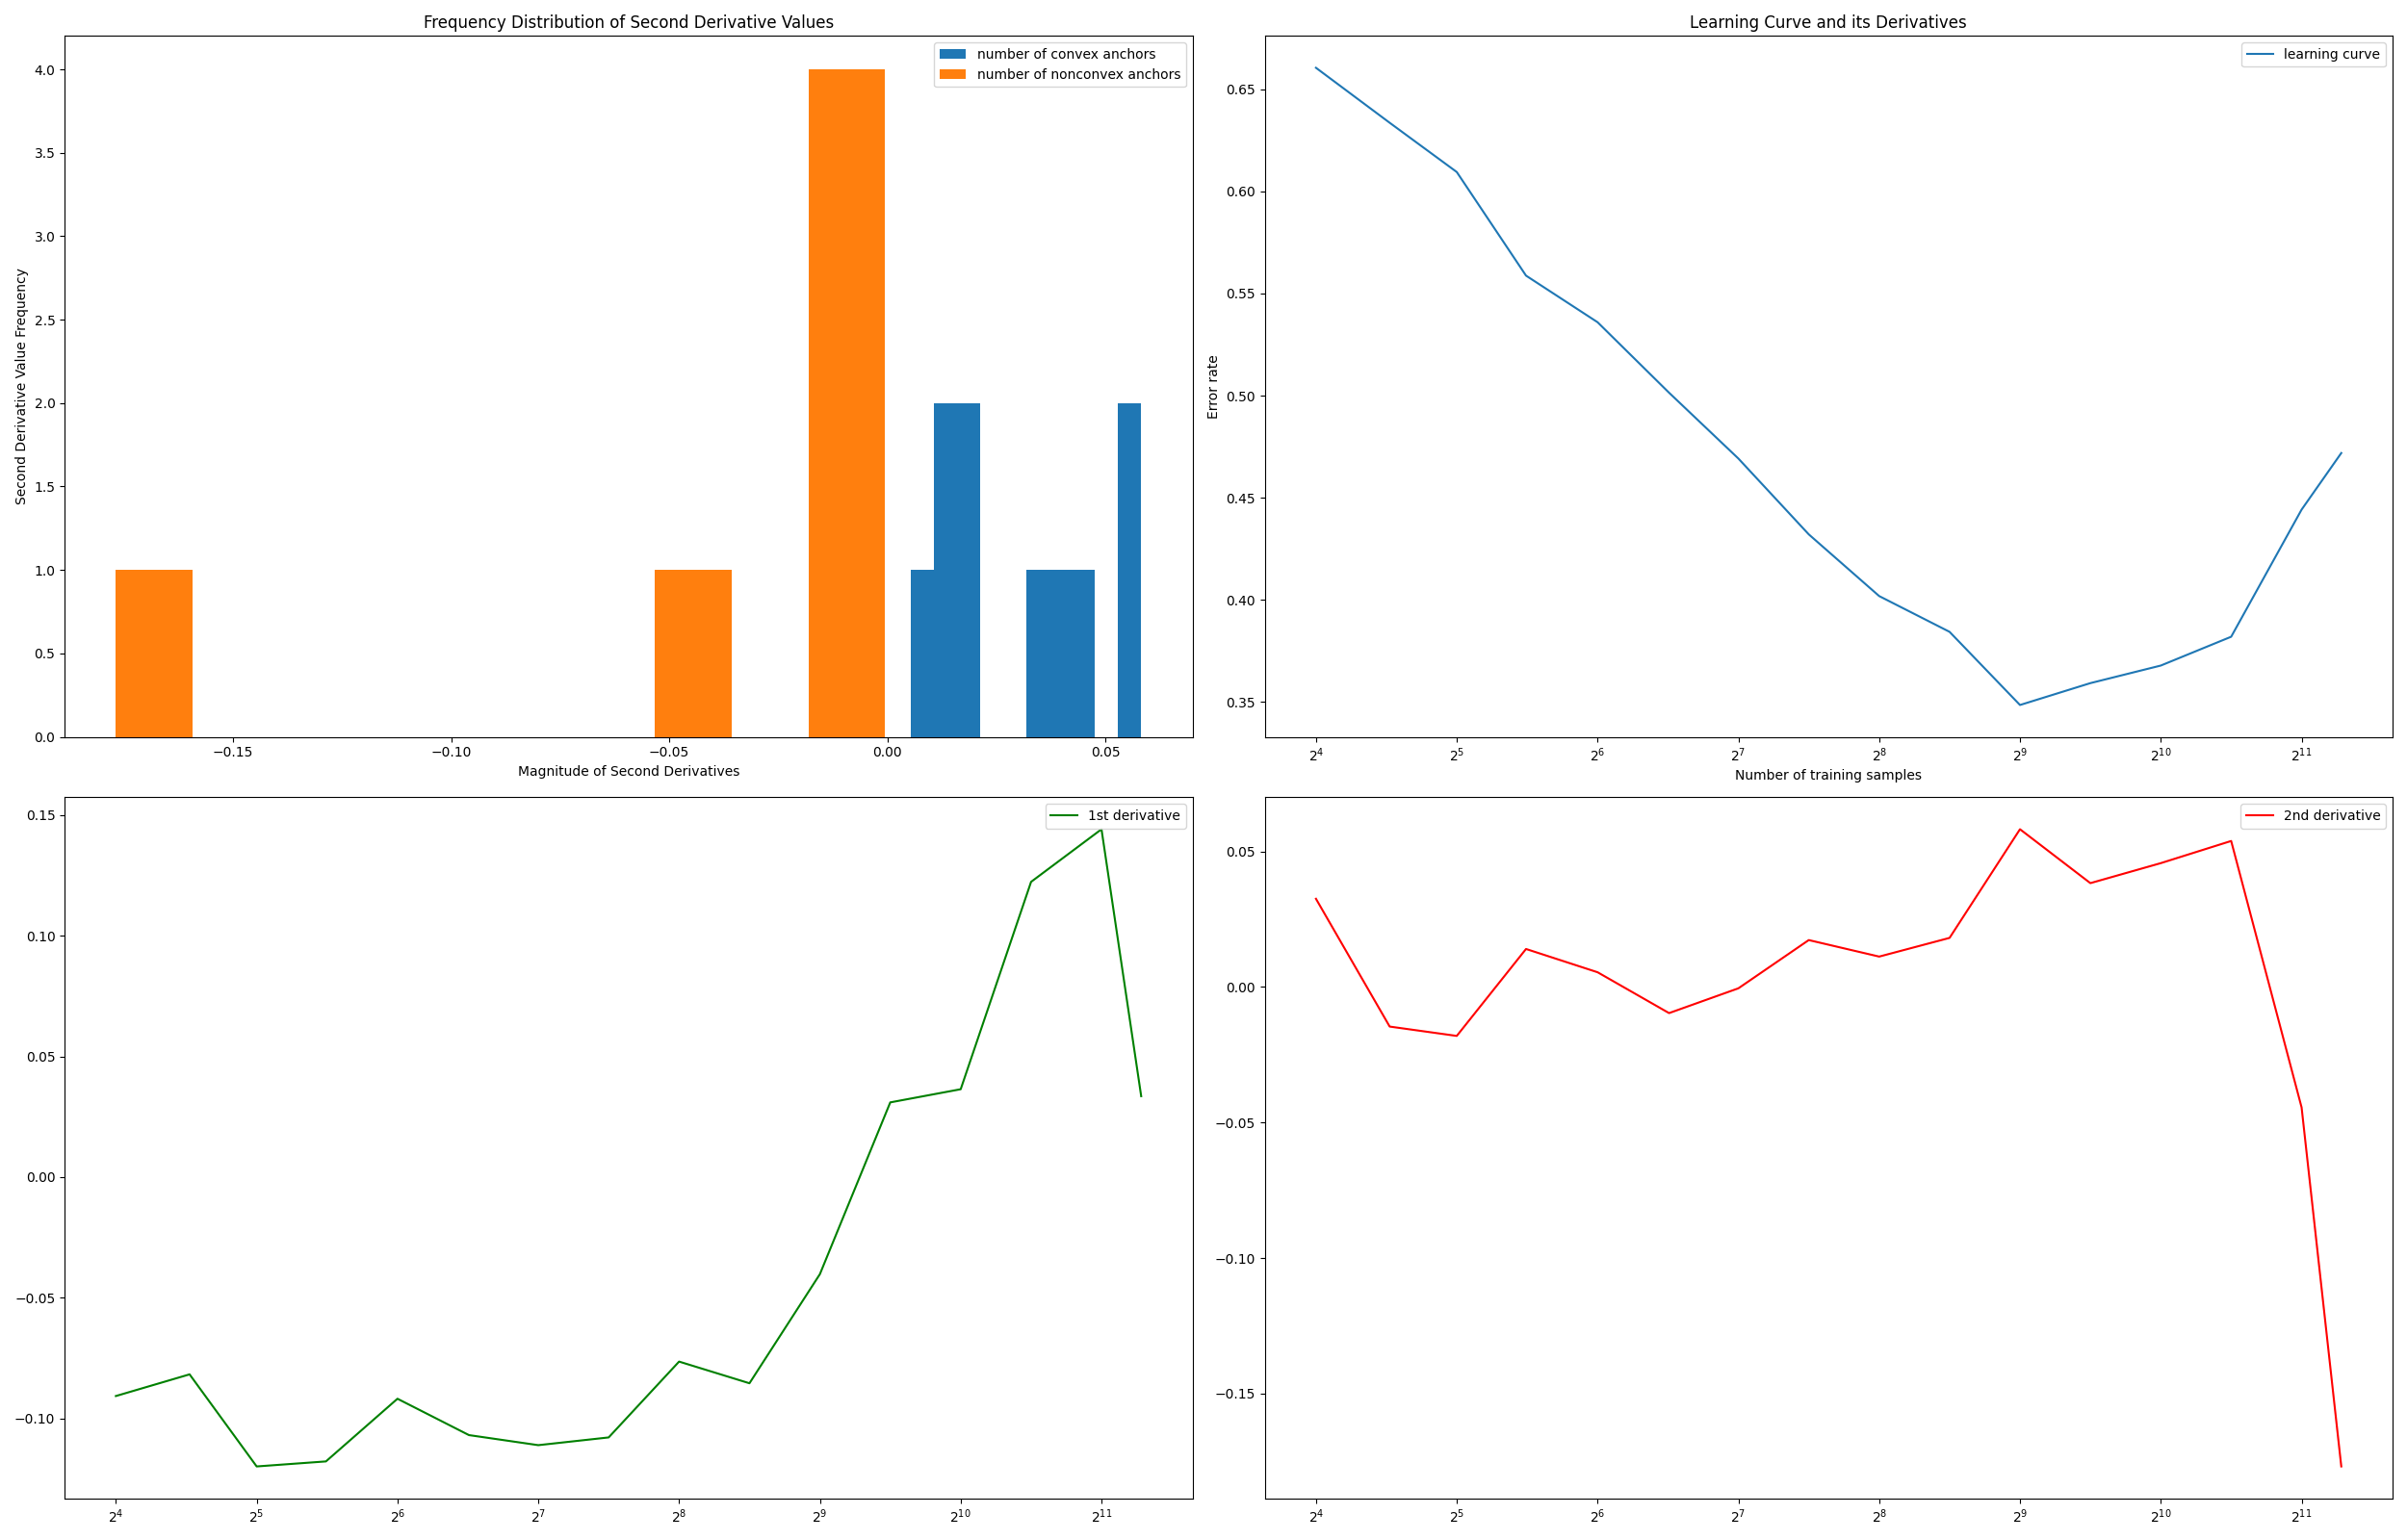 Frequency Distribution of Second Derivative Values
number of convex anchors
number of nonconvex anchors
Second Derivative Value Frequency
4.0
3.5
3.0
2.5
2.0
1.5
1.0
0.5
0.0
−0.15 −0.10 −0.05 0.00 0.05
Magnitude of Second Derivatives
Learning Curve and its Derivatives
learning curve
Error rate
0.65
0.60
0.55
0.50
0.45
0.40
0.35
2⁴ 2⁵ 2⁶ 2⁷ 2⁸ 2⁹ 2¹⁰ 2¹¹
Number of training samples
1st derivative
0.15
0.10
0.05
0.00
−0.05
−0.10
2⁴ 2⁵ 2⁶ 2⁷ 2⁸ 2⁹ 2¹⁰ 2¹¹
2nd derivative
0.05
0.00
−0.05
−0.10
−0.15
2⁴ 2⁵ 2⁶ 2⁷ 2⁸ 2⁹ 2¹⁰ 2¹¹